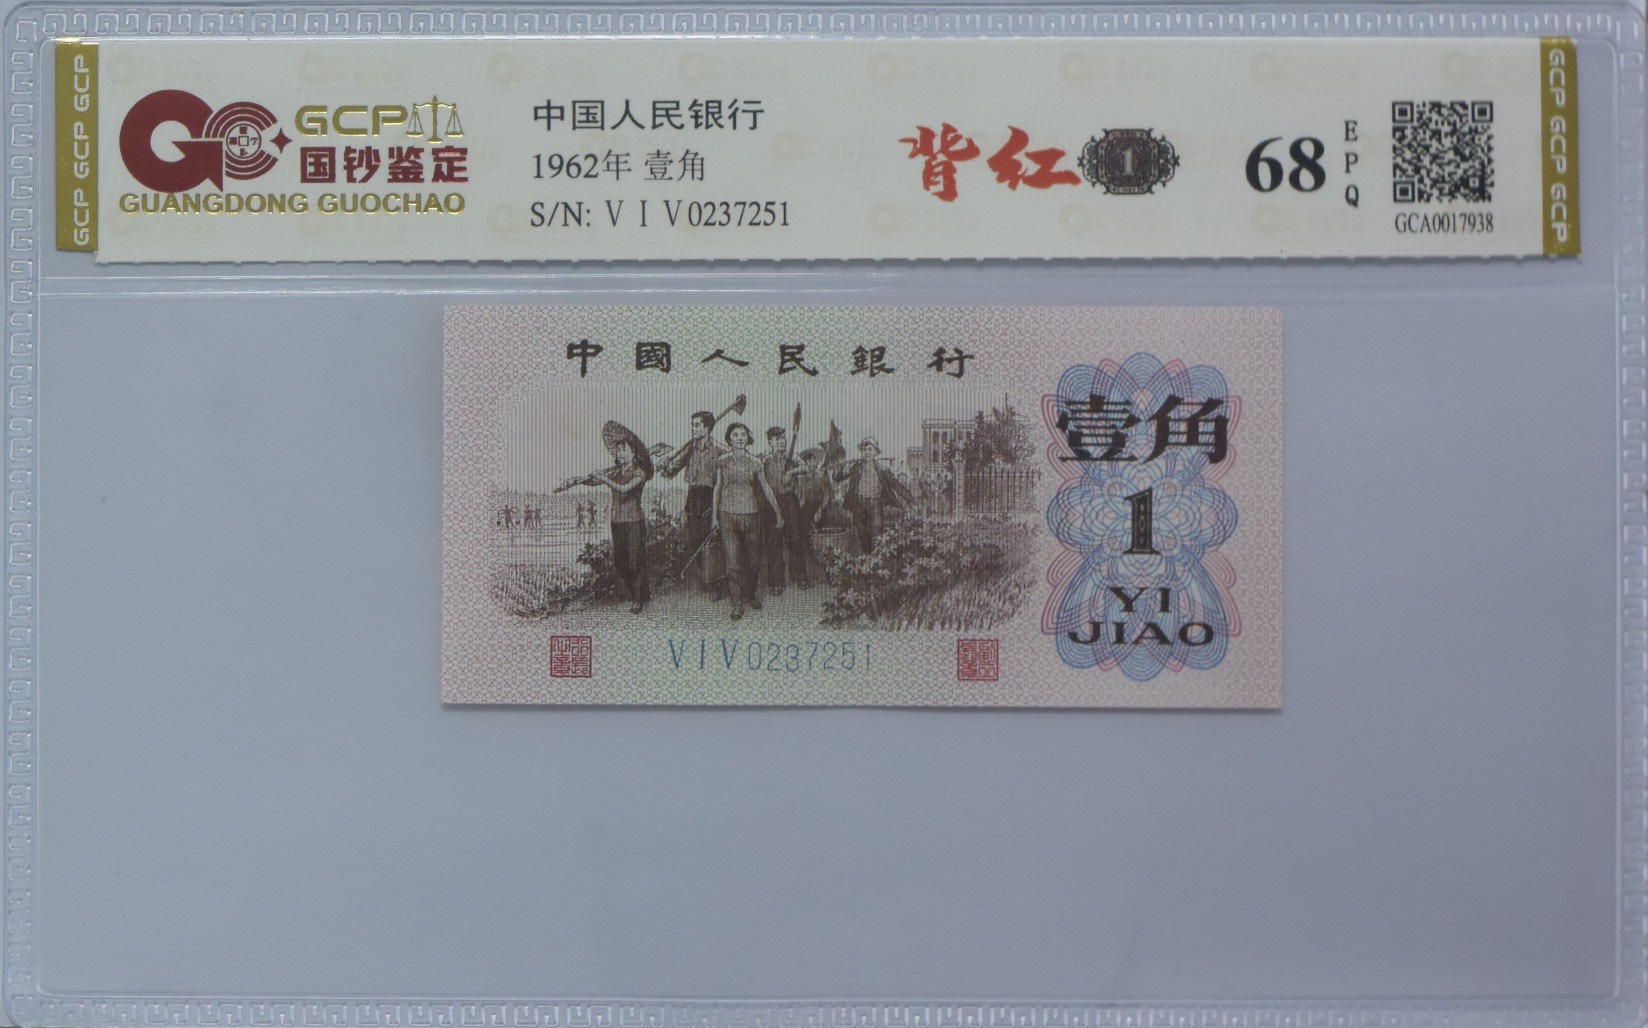 GCP GCP GCP
GCP
国钞鉴定
GUANGDONG GUOCHAO
中国人民银行
1962年 壹角
S/N: V I V0237251
背红
1
68
EPQ
GCA0017938
GCP GCP GCP
中國人民銀行
壹角
1
YI
JIAO
V I V0237251